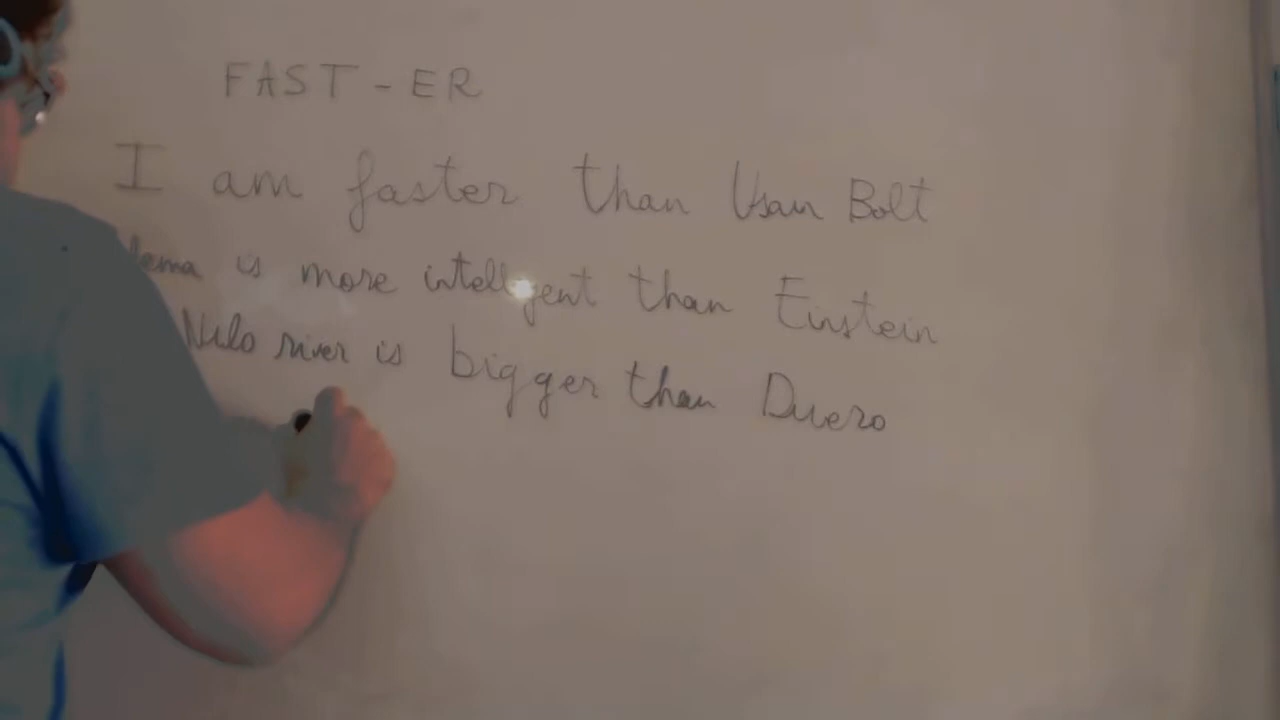 FAST-ER
I am faster than Usain Bolt
is more intelligent than Einstein
Nilo river is bigger than Duero